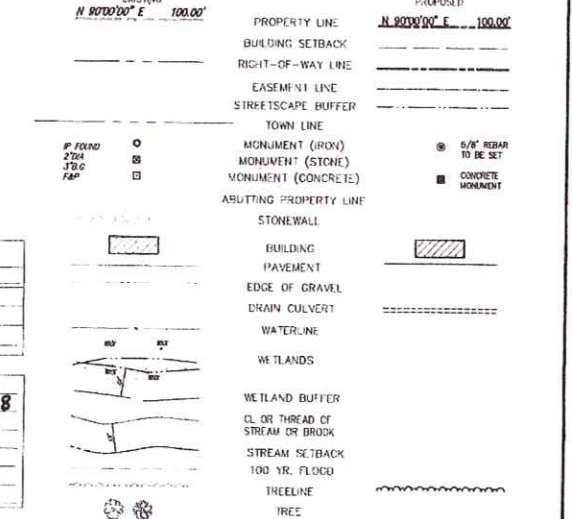 EXISTING
PROPOSED
N 90°00'00" E 100.00'
PROPERTY LINE
N 90°00'00" E 100.00'
BUILDING SETBACK
RIGHT-OF-WAY LINE
EASEMENT LINE
STREETSCAPE BUFFER
TOWN LINE
IP FOUND
2"DIA
3"B.G.
F&P
MONUMENT (IRON)
MONUMENT (STONE)
MONUMENT (CONCRETE)
5/8" REBAR
TO BE SET
CONCRETE
MONUMENT
ABUTTING PROPERTY LINE
STONEWALL
BUILDING
PAVEMENT
EDGE OF GRAVEL
DRAIN CULVERT
WATERLINE
WETLANDS
WETLAND BUFFER
8
CL OR THREAD OF
STREAM OR BROOK
STREAM SETBACK
100 YR. FLOOD
TREELINE
TREE